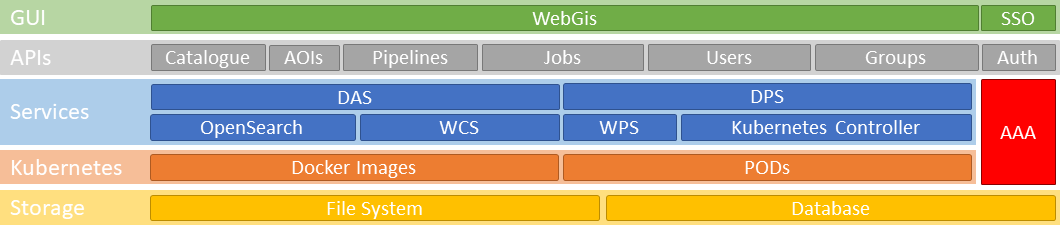 GUI WebGis SSO
APIs Catalogue AOIs Pipelines Jobs Users Groups Auth
Services DAS DPS
OpenSearch WCS WPS Kubernetes Controller AAA
Kubernetes Docker Images PODs
Storage File System Database